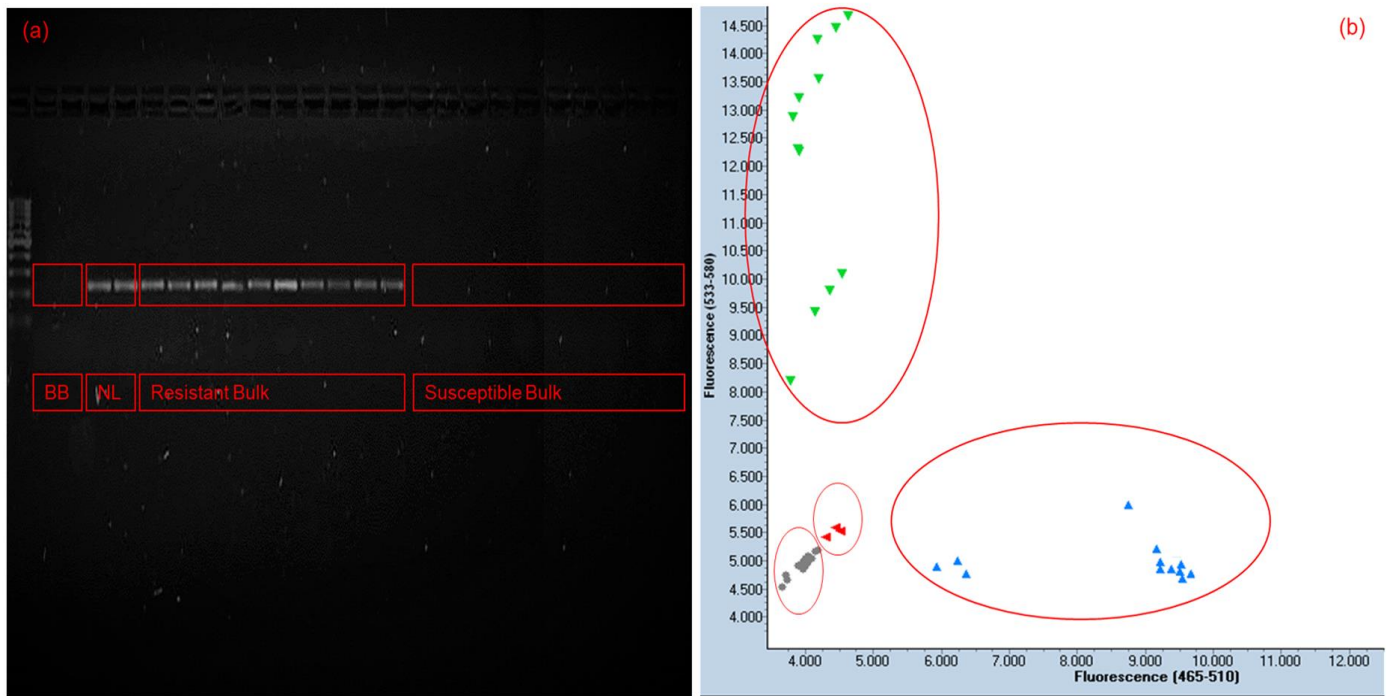 (a)
BB
NL
Resistant Bulk
Susceptible Bulk
(b)
14.500
14.000
13.500
13.000
12.500
12.000
11.500
11.000
10.500
10.000
9.500
9.000
8.500
8.000
7.500
7.000
6.500
6.000
5.500
5.000
4.500
4.000
Fluorescence (533-580)
4.000 5.000 6.000 7.000 8.000 9.000 10.000 11.000 12.000
Fluorescence (465-510)